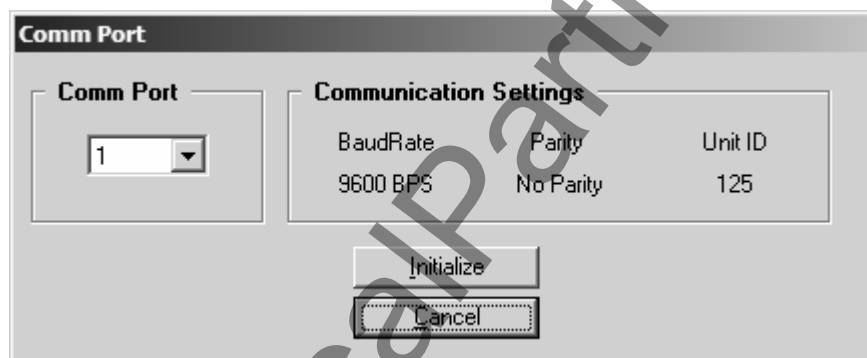 Comm Port
Comm Port
1
Communication Settings
BaudRate Parity Unit ID
9600 BPS No Parity 125
Initialize
Cancel